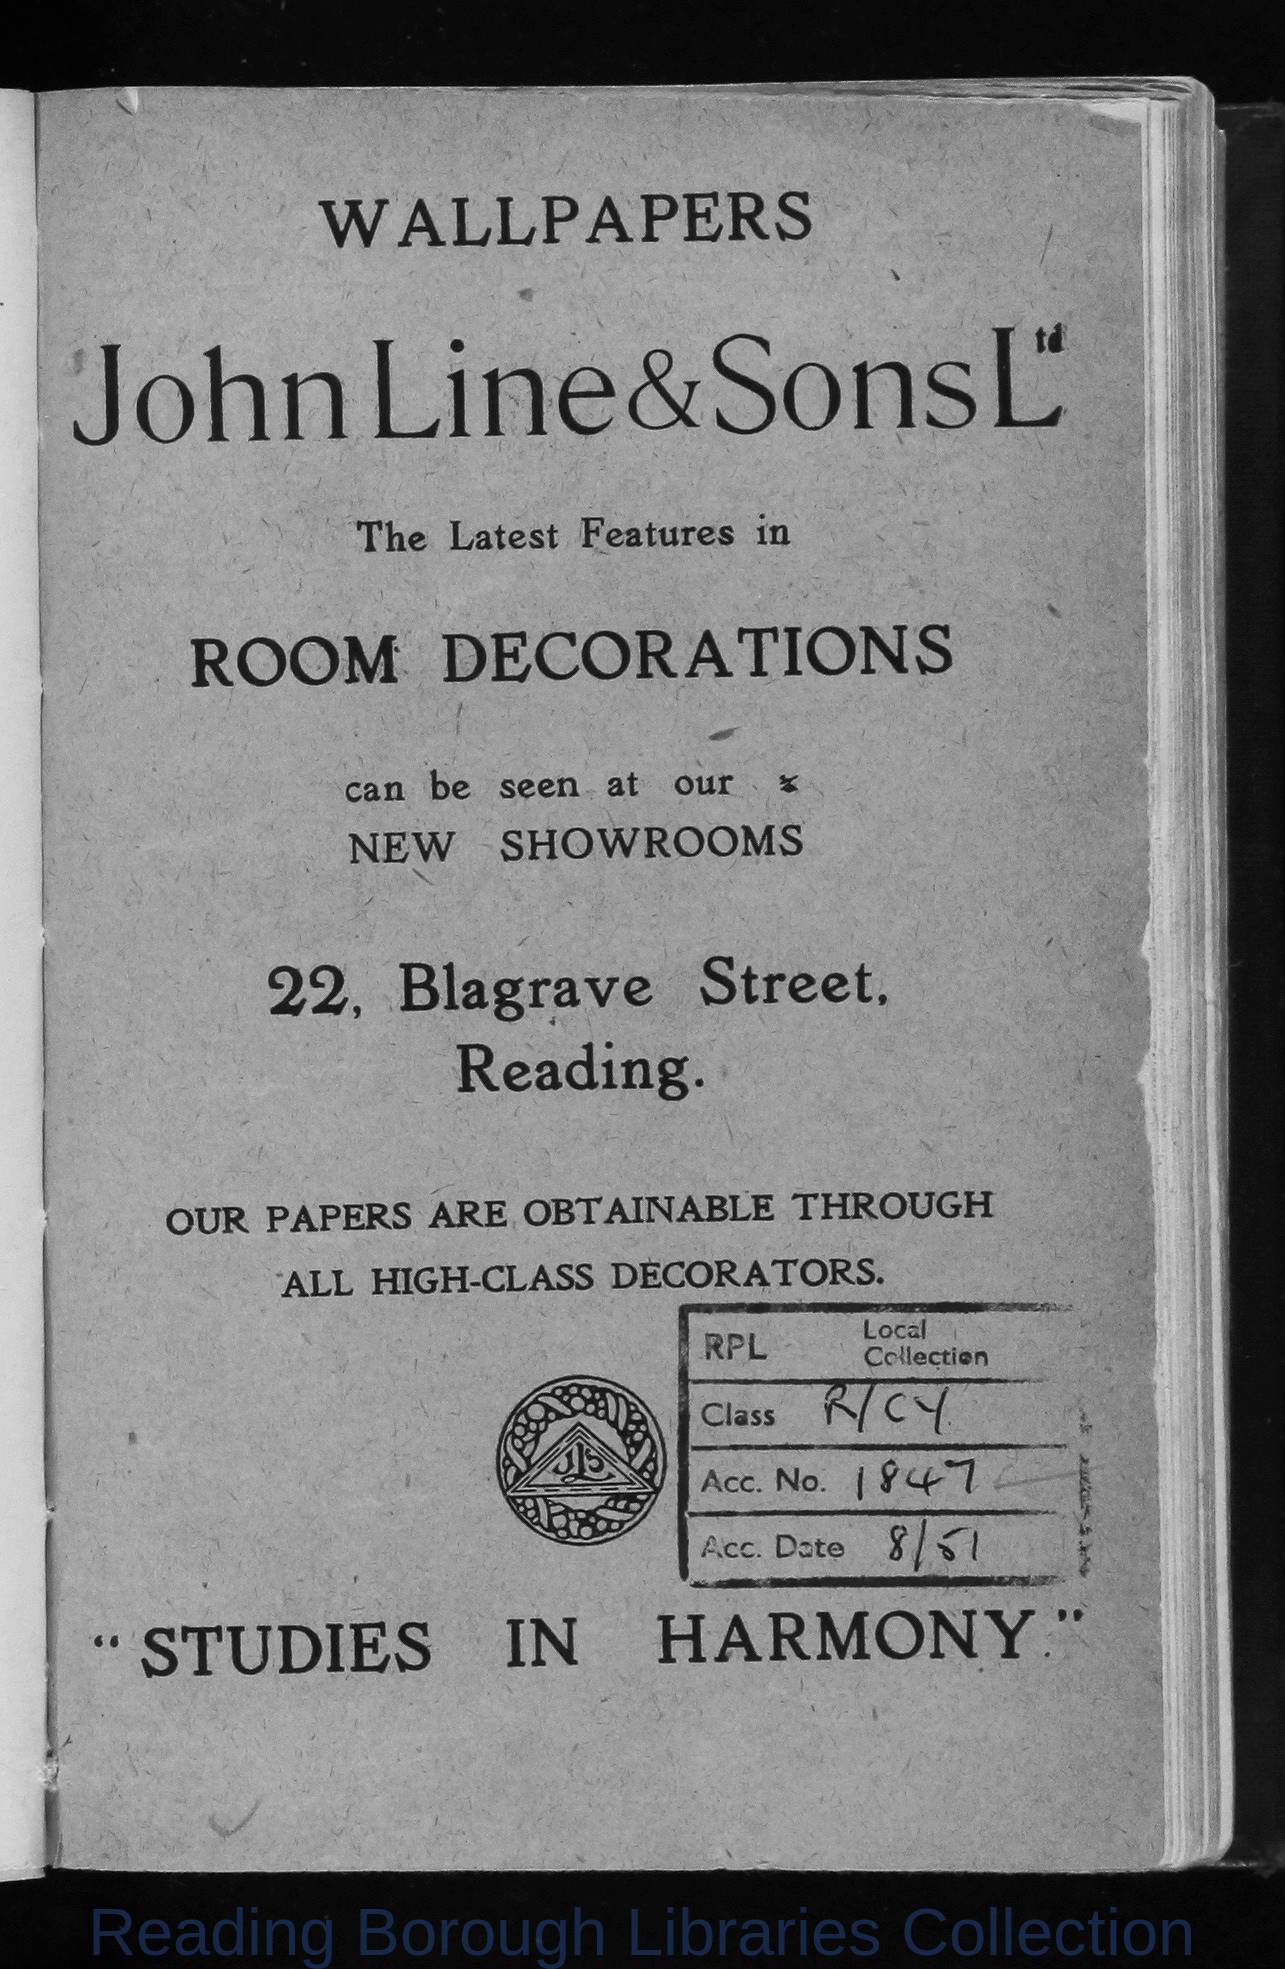 WALLPAPERS
John Line & Sons Ltd
The Latest Features in
ROOM DECORATIONS
can be seen at our
NEW SHOWROOMS
22, Blagrave Street,
Reading.
OUR PAPERS ARE OBTAINABLE THROUGH
ALL HIGH-CLASS DECORATORS.
RPL Local Collection
Class R/CY
Acc. No. 1847
Acc. Date 8/51
JLS
"STUDIES IN HARMONY."
Reading Borough Libraries Collection